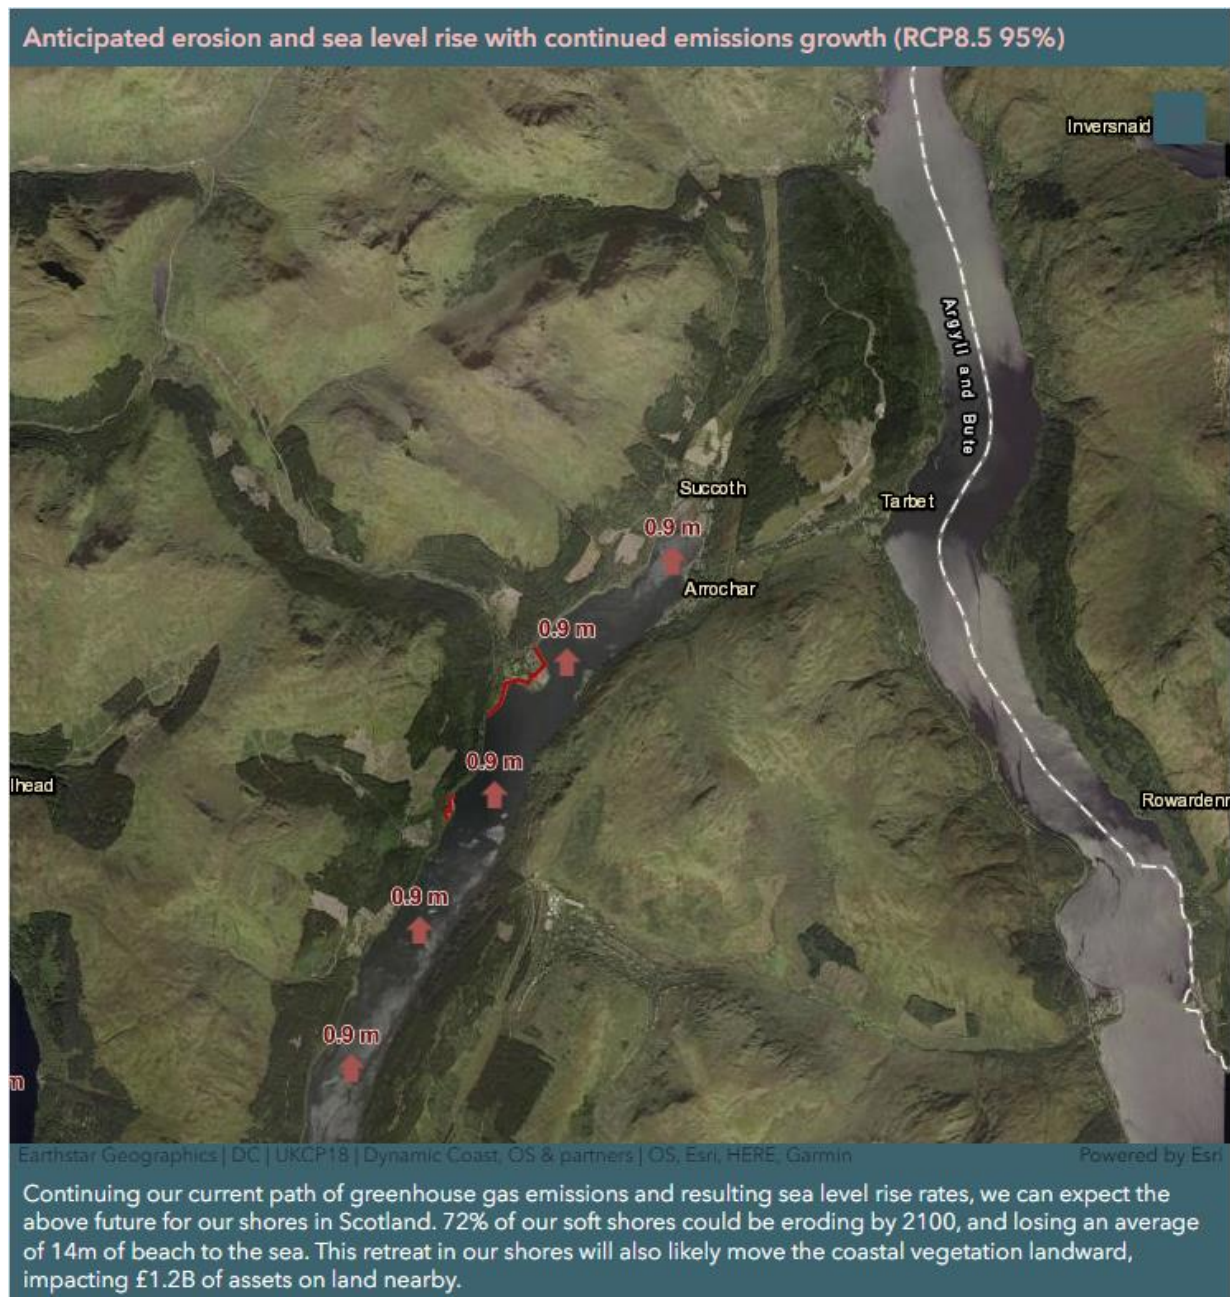 Anticipated erosion and sea level rise with continued emissions growth (RCP8.5 95%)
Inversnaid
Argyll and Bute
Succoth
Tarbet
0.9 m
Arrochar
0.9 m
0.9 m
lhead
Rowardenn
0.9 m
0.9 m
m
Earthstar Geographics | DC | UKCP18 | Dynamic Coast, OS & partners | OS, Esri, HERE, Garmin
Powered by Esri
Continuing our current path of greenhouse gas emissions and resulting sea level rise rates, we can expect the
above future for our shores in Scotland. 72% of our soft shores could be eroding by 2100, and losing an average
of 14m of beach to the sea. This retreat in our shores will also likely move the coastal vegetation landward,
impacting £1.2B of assets on land nearby.